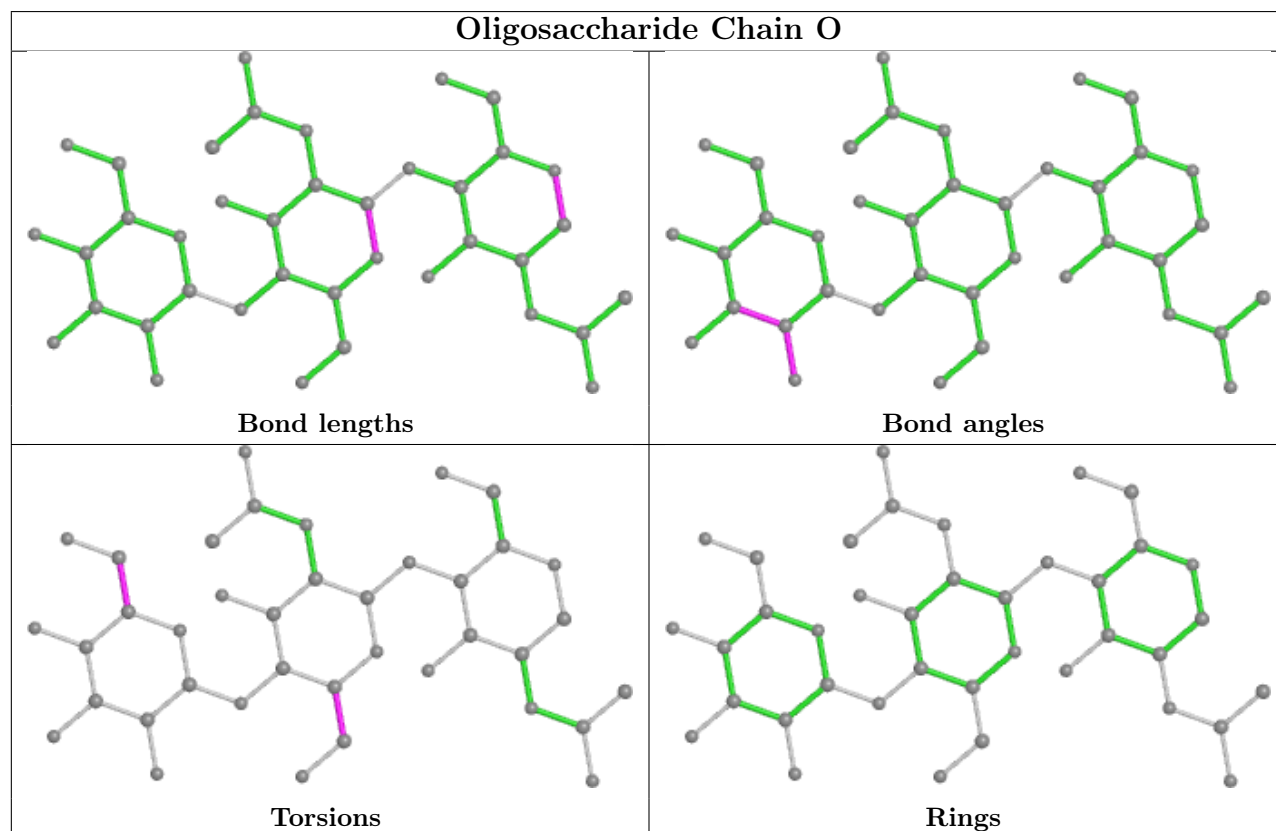 Oligosaccharide Chain O
Bond lengths
Bond angles
Torsions
Rings